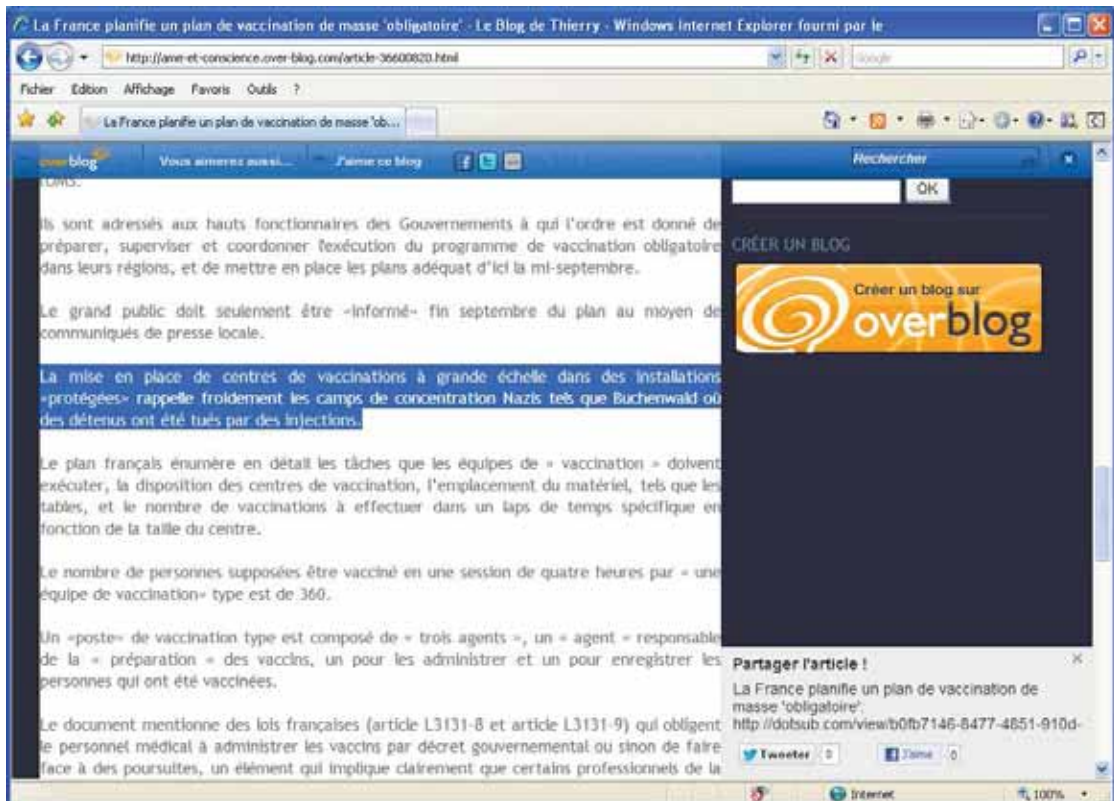 La France planifie un plan de vaccination de masse 'obligatoire' - Le Blog de Thierry - Windows Internet Explorer fourni par le
http://ame-et-conscience.over-blog.com/article-36600820.html
Google
Fichier Edition Affichage Favoris Outils ?
La France planifie un plan de vaccination de masse 'ob...
overblog Vous aimerez aussi... J'aime ce blog Rechercher
l'OMS.
OK
Ils sont adressés aux hauts fonctionnaires des Gouvernements à qui l'ordre est donné de
préparer, superviser et coordonner l'exécution du programme de vaccination obligatoire
dans leurs régions, et de mettre en place les plans adéquat d'ici la mi-septembre.
Le grand public doit seulement être «informé» fin septembre du plan au moyen de
communiqués de presse locale.
La mise en place de centres de vaccinations à grande échelle dans des installations
«protégées» rappelle froidement les camps de concentration Nazis tels que Buchenwald où
des détenus ont été tués par des injections.
Le plan français énumère en détail les tâches que les équipes de « vaccination » doivent
exécuter, la disposition des centres de vaccination, l'emplacement du matériel, tels que les
tables, et le nombre de vaccinations à effectuer dans un laps de temps spécifique en
fonction de la taille du centre.
Le nombre de personnes supposées être vacciné en une session de quatre heures par « une
équipe de vaccination» type est de 360.
Un «poste» de vaccination type est composé de « trois agents », un « agent » responsable
de la « préparation » des vaccins, un pour les administrer et un pour enregistrer les
personnes qui ont été vaccinées.
Le document mentionne des lois françaises (article L3131-8 et article L3131-9) qui obligent
le personnel médical à administrer les vaccins par décret gouvernemental ou sinon de faire
face à des poursuites, un élément qui implique clairement que certains professionnels de la
CRÉER UN BLOG
Créer un blog sur
overblog
Partager l'article !
La France planifie un plan de vaccination de
masse 'obligatoire':
http://dotsub.com/view/b0fb7146-8477-4851-910d-
Tweeter 0 J'aime 0
Internet 100%